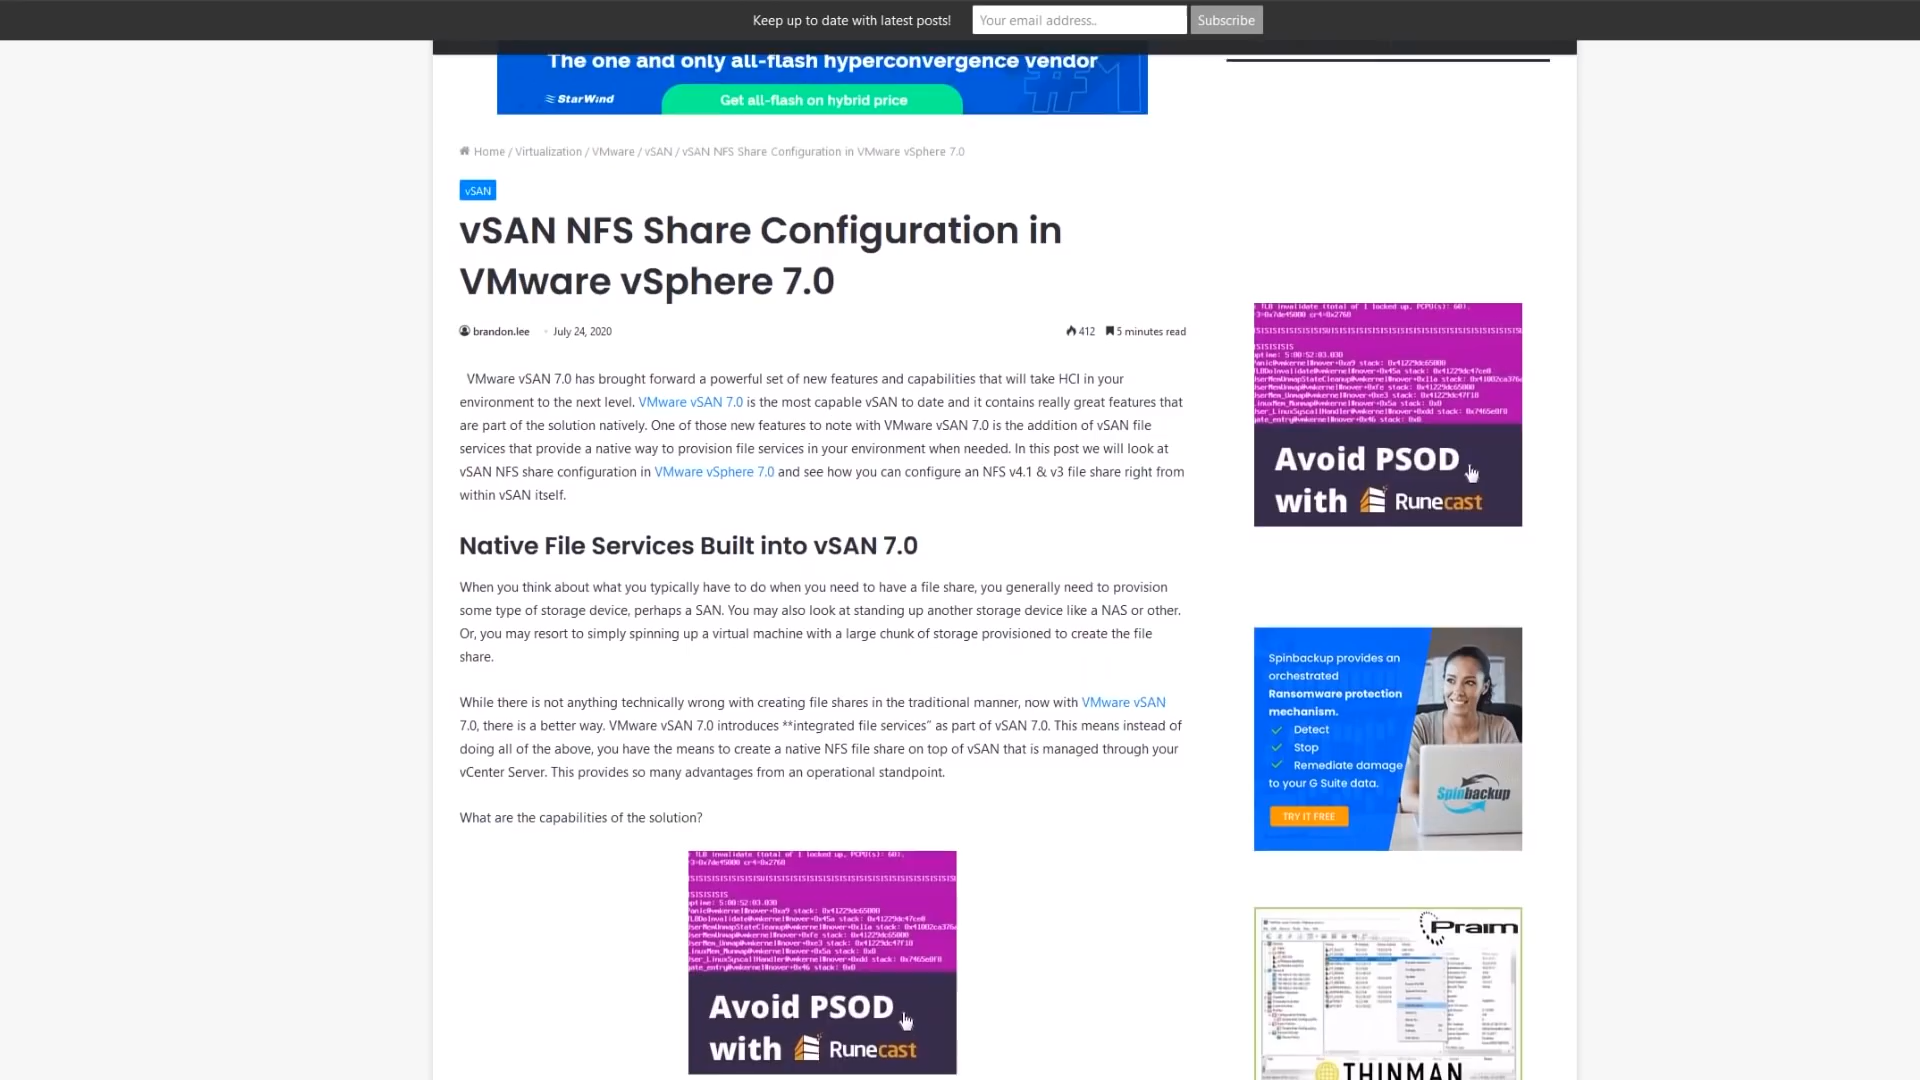 Keep up to date with latest posts!
Your email address..
Subscribe
The one and only all-flash hyperconvergence vendor
#1
StarWind
Get all-flash on hybrid price
Home / Virtualization / VMware / vSAN / vSAN NFS Share Configuration in VMware vSphere 7.0
vSAN
vSAN NFS Share Configuration in
VMware vSphere 7.0
brandon.lee
July 24, 2020
412
5 minutes read
VMware vSAN 7.0 has brought forward a powerful set of new features and capabilities that will take HCI in your
environment to the next level. VMware vSAN 7.0 is the most capable vSAN to date and it contains really great features that
are part of the solution natively. One of those new features to note with VMware vSAN 7.0 is the addition of vSAN file
services that provide a native way to provision file services in your environment when needed. In this post we will look at
vSAN NFS share configuration in VMware vSphere 7.0 and see how you can configure an NFS v4.1 & v3 file share right from
within vSAN itself.
Native File Services Built into vSAN 7.0
When you think about what you typically have to do when you need to have a file share, you generally need to provision
some type of storage device, perhaps a SAN. You may also look at standing up another storage device like a NAS or other.
Or, you may resort to simply spinning up a virtual machine with a large chunk of storage provisioned to create the file
share.
While there is not anything technically wrong with creating file shares in the traditional manner, now with VMware vSAN
7.0, there is a better way. VMware vSAN 7.0 introduces **integrated file services” as part of vSAN 7.0. This means instead of
doing all of the above, you have the means to create a native NFS file share on top of vSAN that is managed through your
vCenter Server. This provides so many advantages from an operational standpoint.
What are the capabilities of the solution?
Avoid PSOD
with Runecast
Avoid PSOD
with Runecast
Spinbackup provides an
orchestrated
Ransomware protection
mechanism.
Detect
Stop
Remediate damage
to your G Suite data.
TRY IT FREE
Spinbackup
Praim
THINMAN